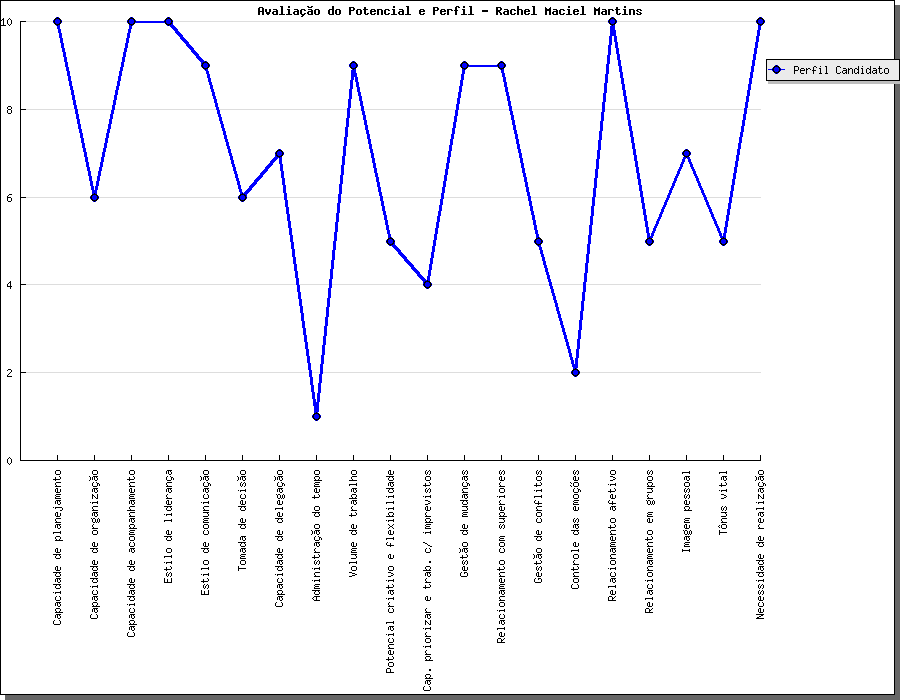 Avaliação do Potencial e Perfil - Rachel Maciel Martins
10
8
6
4
2
0
Perfil Candidato
Capacidade de planejamento
Capacidade de organização
Capacidade de acompanhamento
Estilo de liderança
Estilo de comunicação
Tomada de decisão
Capacidade de delegação
Administração do tempo
Volume de trabalho
Potencial criativo e flexibilidade
Cap. priorizar e trab. c/ imprevistos
Gestão de mudanças
Relacionamento com superiores
Gestão de conflitos
Controle das emoções
Relacionamento afetivo
Relacionamento em grupos
Imagem pessoal
Tônus vital
Necessidade de realização